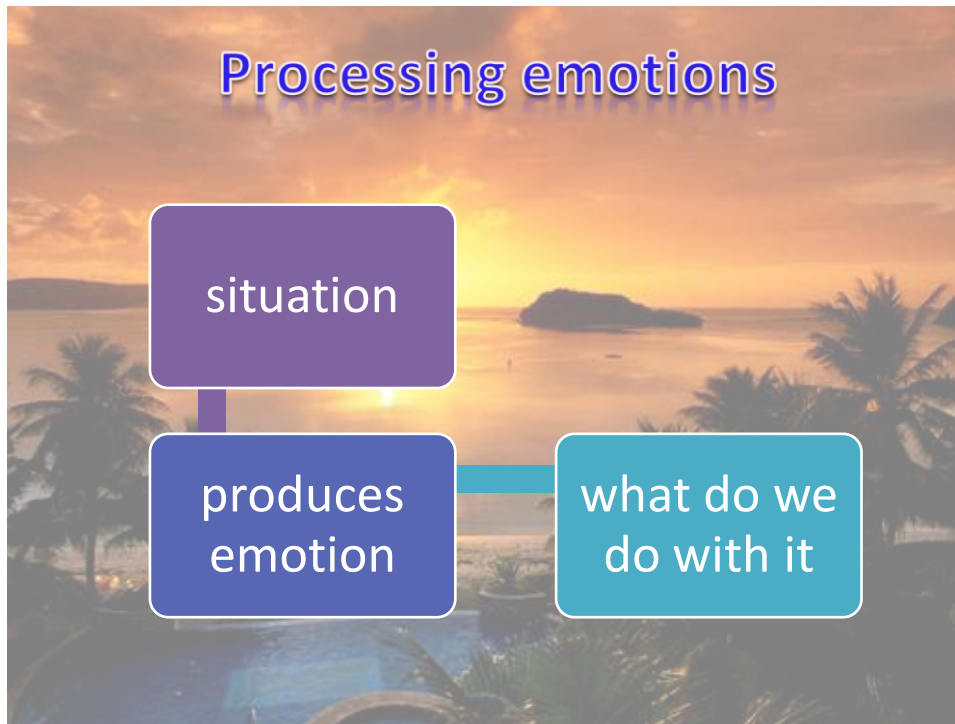 Processing emotions
situation
produces
emotion
what do we
do with it